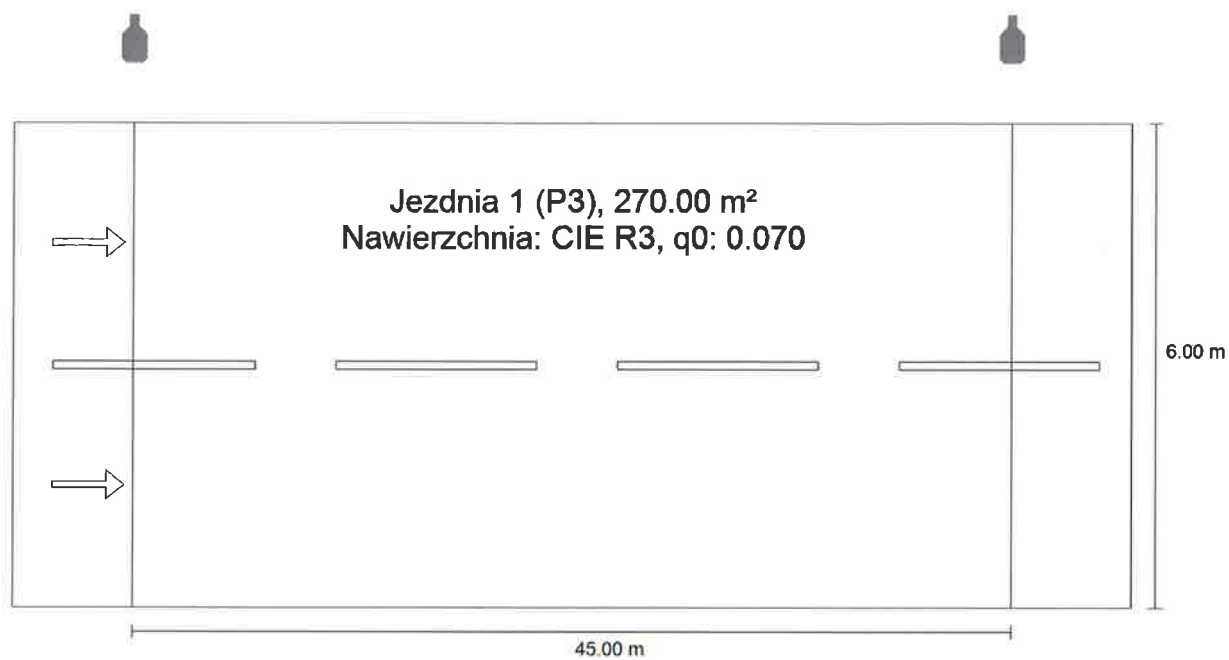 Jezdnia 1 (P3), 270.00 m²
Nawierzchnia: CIE R3, q0: 0.070
6.00 m
45.00 m